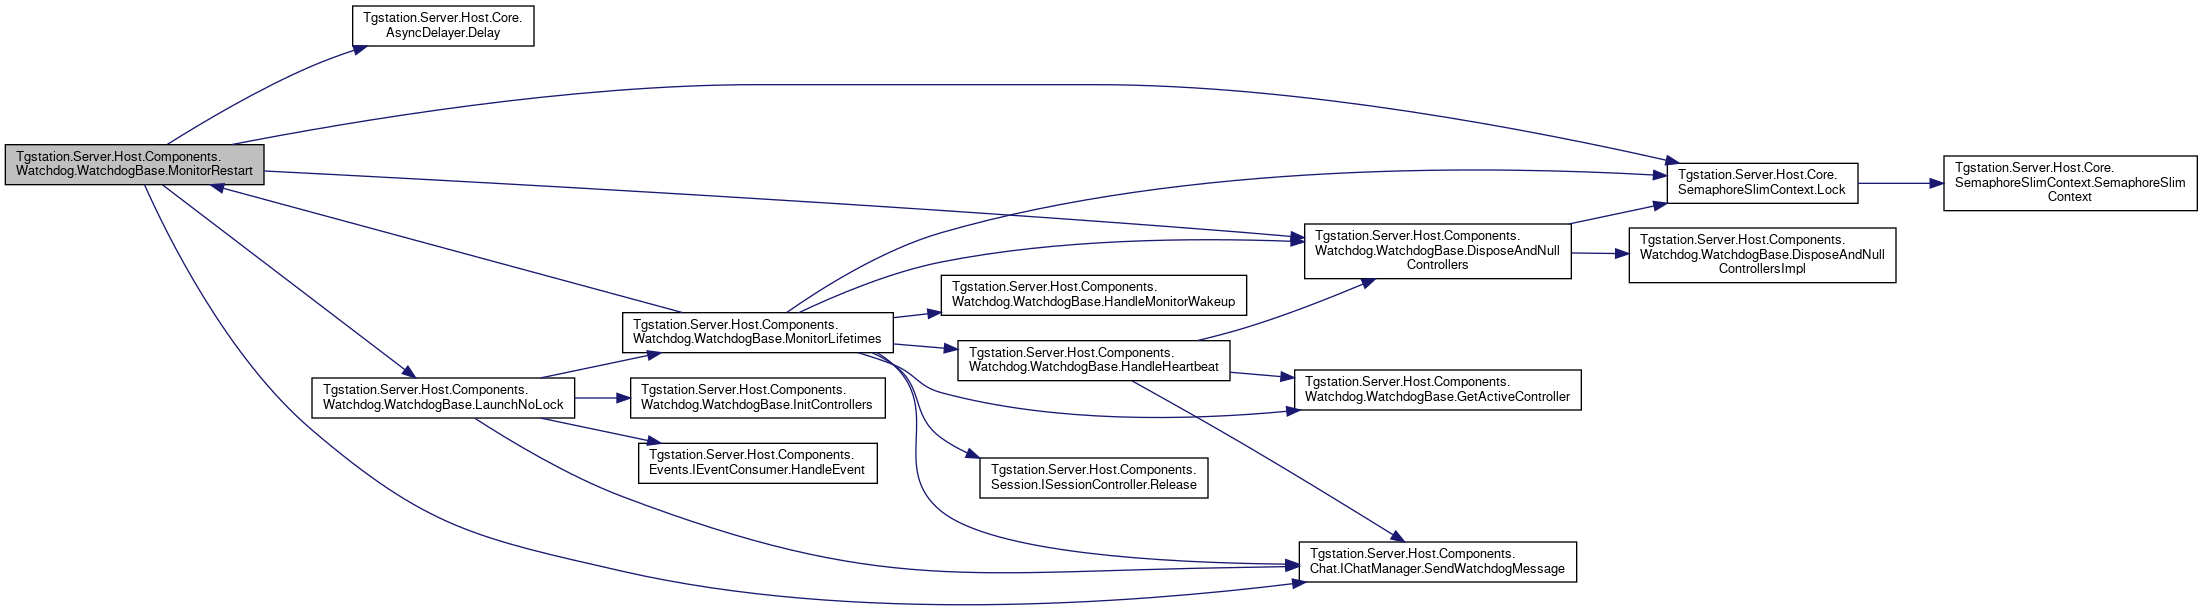 Tgstation.Server.Host.Core.
AsyncDelayer.Delay
Tgstation.Server.Host.Components.
Watchdog.WatchdogBase.MonitorRestart
Tgstation.Server.Host.Core.
SemaphoreSlimContext.Lock
Tgstation.Server.Host.Core.
SemaphoreSlimContext.SemaphoreSlim
Context
Tgstation.Server.Host.Components.
Watchdog.WatchdogBase.DisposeAndNull
Controllers
Tgstation.Server.Host.Components.
Watchdog.WatchdogBase.DisposeAndNull
ControllersImpl
Tgstation.Server.Host.Components.
Watchdog.WatchdogBase.HandleMonitorWakeup
Tgstation.Server.Host.Components.
Watchdog.WatchdogBase.MonitorLifetimes
Tgstation.Server.Host.Components.
Watchdog.WatchdogBase.HandleHeartbeat
Tgstation.Server.Host.Components.
Watchdog.WatchdogBase.GetActiveController
Tgstation.Server.Host.Components.
Watchdog.WatchdogBase.LaunchNoLock
Tgstation.Server.Host.Components.
Watchdog.WatchdogBase.InitControllers
Tgstation.Server.Host.Components.
Events.IEventConsumer.HandleEvent
Tgstation.Server.Host.Components.
Session.ISessionController.Release
Tgstation.Server.Host.Components.
Chat.IChatManager.SendWatchdogMessage